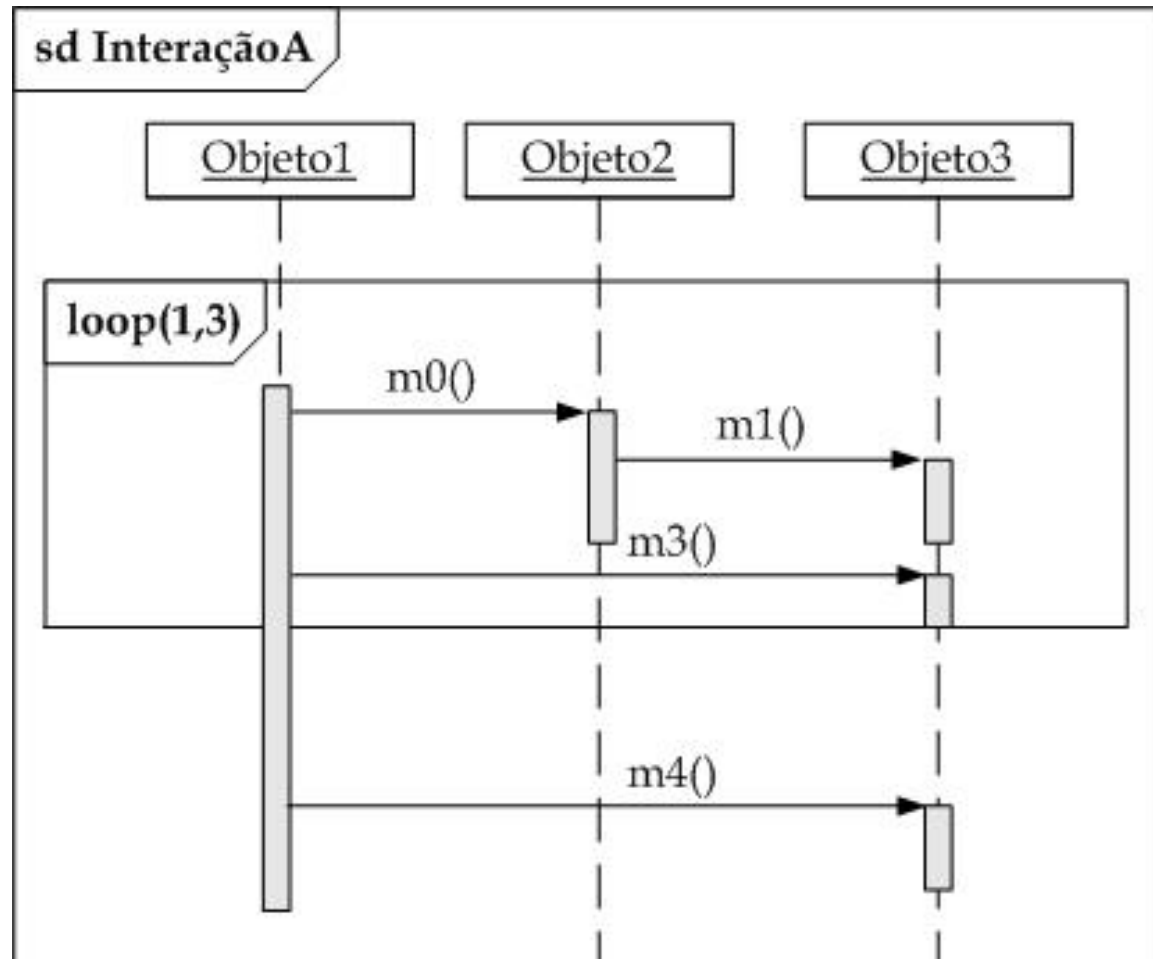 sd InteraçãoA
Objeto1 Objeto2 Objeto3
loop(1,3)
m0()
m1()
m3()
m4()